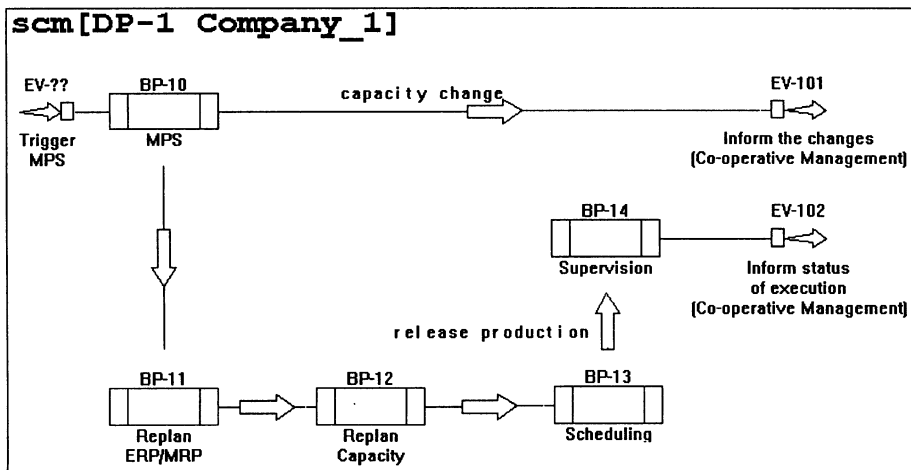 scm[DP-1 Company_1]
EV-??
Trigger
MPS
BP-10
MPS
capacity change
EV-101
Inform the changes
(Co-operative Management)
BP-14
Supervision
EV-102
Inform status
of execution
(Co-operative Management)
release production
BP-11
Replan
ERP/MRP
BP-12
Replan
Capacity
BP-13
Scheduling